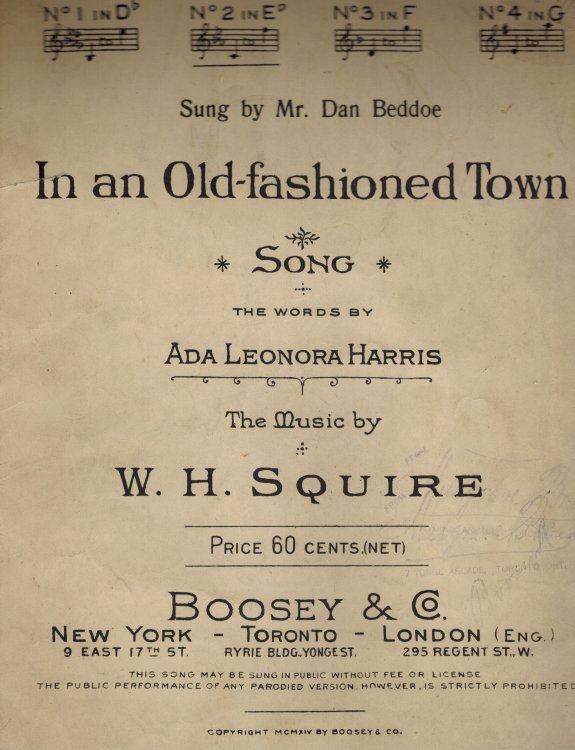 Nº 1 IN D♭ Nº 2 IN E♭ Nº 3 IN F Nº 4 IN G
Sung by Mr. Dan Beddoe
In an Old-fashioned Town
SONG
THE WORDS BY
ADA LEONORA HARRIS
The Music by
W. H. SQUIRE
PRICE 60 CENTS.(NET)
YONGE ARCADE, TORONTO, ONT.
BOOSEY & Co.
NEW YORK - TORONTO - LONDON (ENG.)
9 EAST 17TH ST. RYRIE BLDG. YONGE ST. 295 REGENT ST., W.
THIS SONG MAY BE SUNG IN PUBLIC WITHOUT FEE OR LICENSE
THE PUBLIC PERFORMANCE OF ANY PARODIED VERSION, HOWEVER, IS STRICTLY PROHIBITED
COPYRIGHT MCMXIV BY BOOSEY & CO.